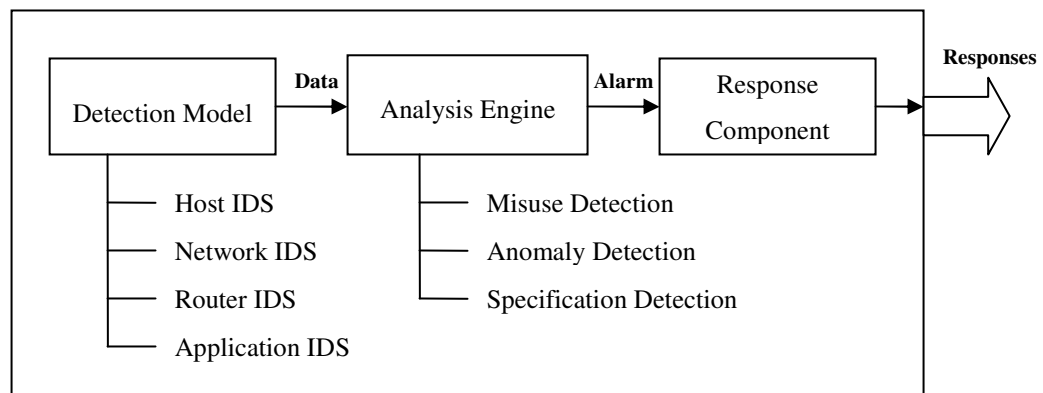 Responses
Data
Alarm
Detection Model
Analysis Engine
Response
Component
Host IDS
Network IDS
Router IDS
Application IDS
Misuse Detection
Anomaly Detection
Specification Detection